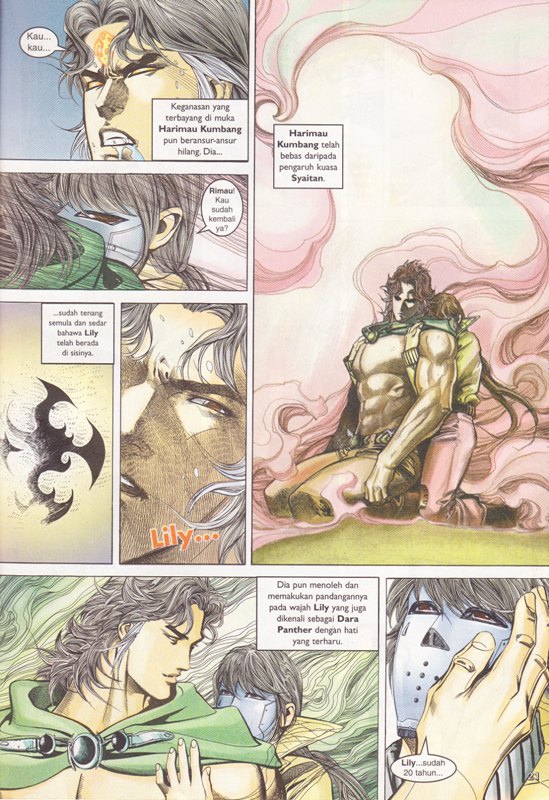 Kau...
kau...
Keganasan yang
terbayang di muka
Harimau Kumbang
pun beransur-ansur
hilang. Dia...
Harimau
Kumbang telah
bebas daripada
pengaruh kuasa
Syaitan.
Rimau!
Kau
sudah
kembali
ya?
...sudah tenang
semula dan sedar
bahawa Lily
telah berada
di sisinya.
Lily...
Dia pun menoleh dan
memakukan pandangannya
pada wajah Lily yang juga
dikenali sebagai Dara
Panther dengan hati
yang terharu.
Lily...sudah
20 tahun...